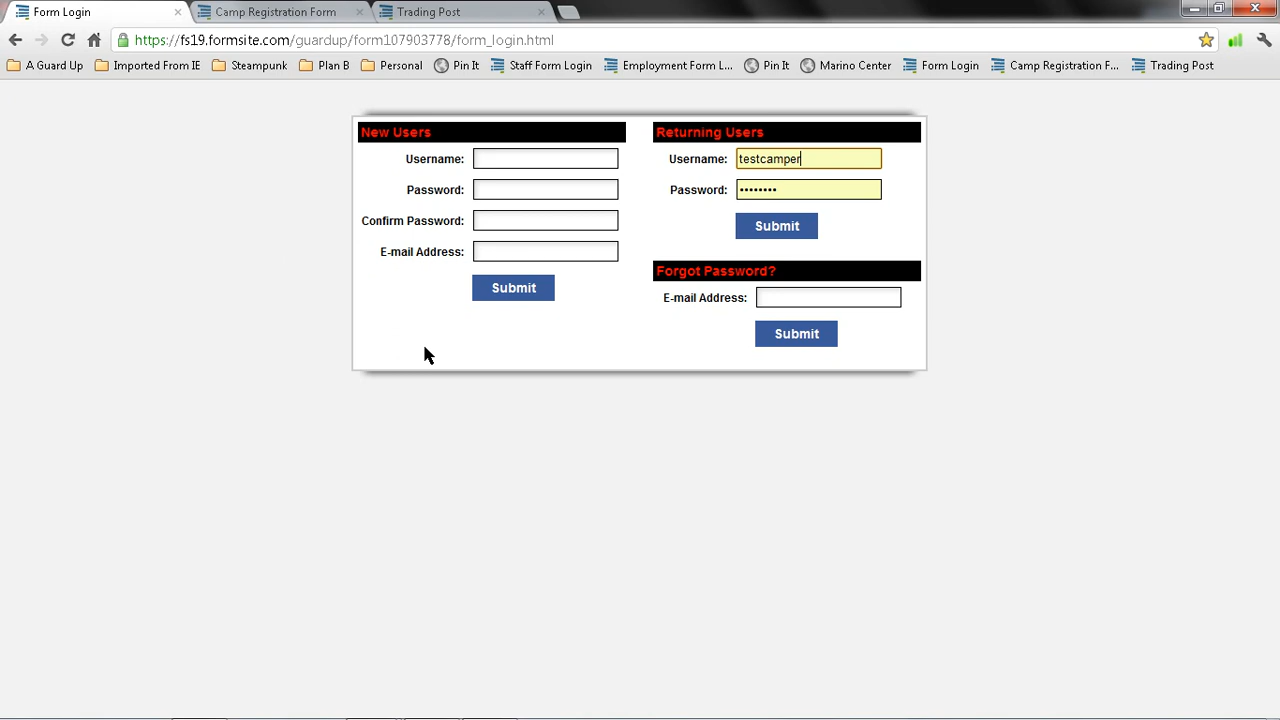 Form Login
Camp Registration Form
Trading Post
https://fs19.formsite.com/guardup/form107903778/form_login.html
A Guard Up
Imported From IE
Steampunk
Plan B
Personal
Pin It
Staff Form Login
Employment Form L...
Pin It
Marino Center
Form Login
Camp Registration F...
Trading Post
New Users
Username:
Password:
Confirm Password:
E-mail Address:
Submit
Returning Users
Username: testcamper
Password: ••••••••
Submit
Forgot Password?
E-mail Address:
Submit